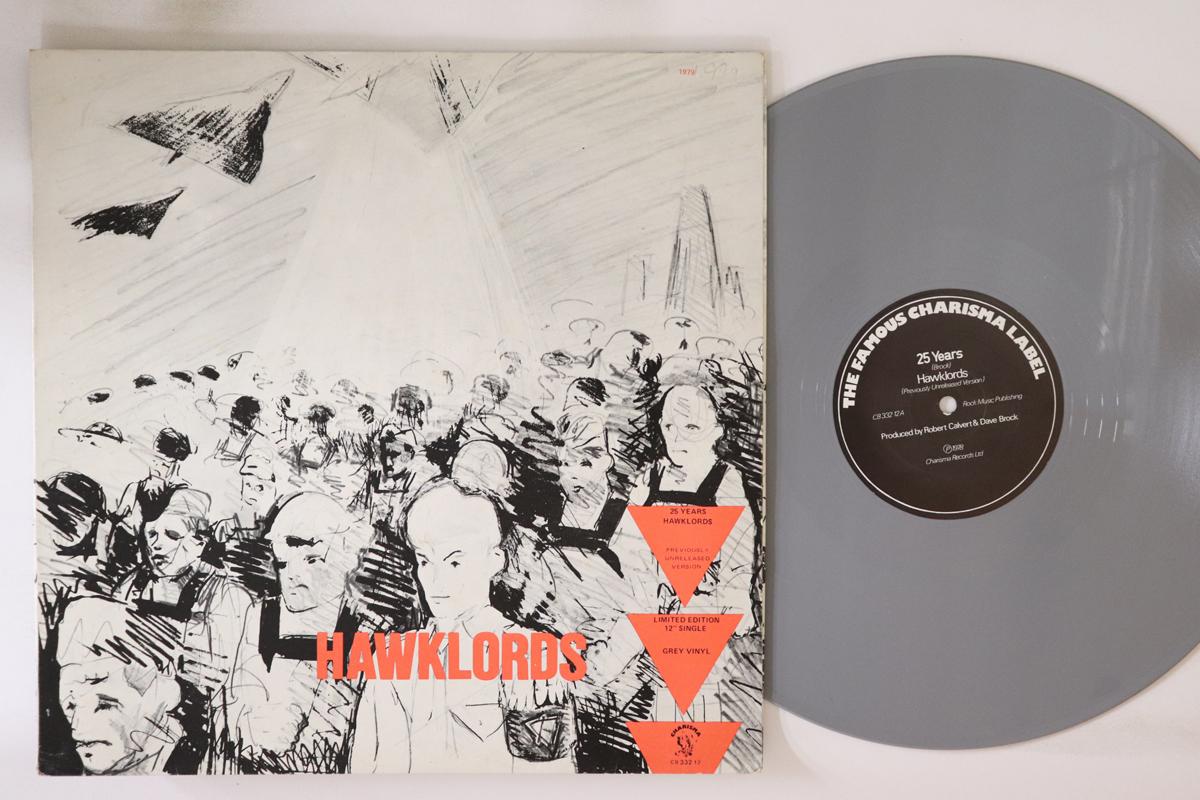 1979
HAWKLORDS
25 YEARS
HAWKLORDS
PREVIOUSLY
UNRELEASED
VERSION
LIMITED EDITION
12" SINGLE
GREY VINYL
CHARISMA
CB 332 12
THE FAMOUS CHARISMA LABEL
25 Years
(Brock)
Hawklords
(Previously Unreleased Version)
CB 332 12A
Rock Music Publishing
Produced by Robert Calvert & Dave Brock
Ⓟ1978
Charisma Records Ltd